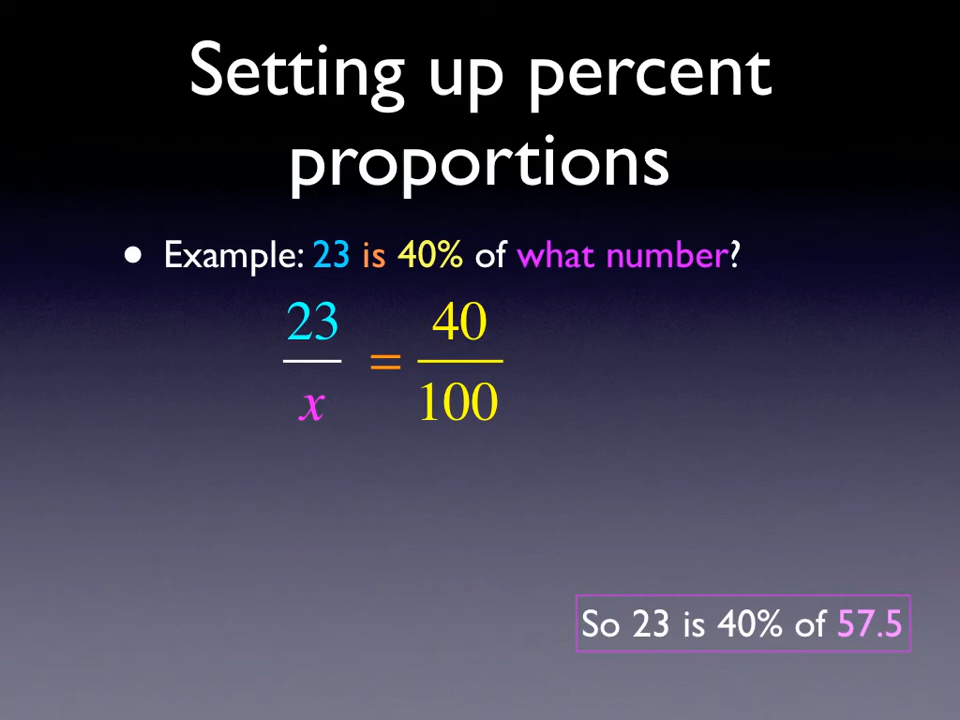 Setting up percent
proportions
• Example: 23 is 40% of what number?
23 40
=
x 100
So 23 is 40% of 57.5